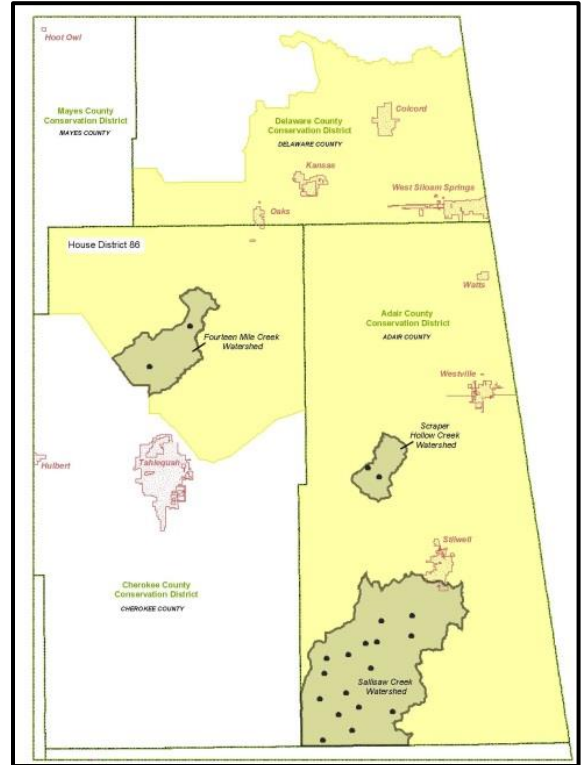 Hoot Owl
Mayes County
Conservation District
MAYES COUNTY
Delaware County
Conservation District
DELAWARE COUNTY
Colcord
Kansas
West Siloam Springs
Oaks
House District 86
Watts
Adair County
Conservation District
ADAIR COUNTY
Fourteen Mile Creek
Watershed
Westville
Scraper
Hollow Creek
Watershed
Hulbert
Tahlequah
Stilwell
Cherokee County
Conservation District
CHEROKEE COUNTY
Sallisaw Creek
Watershed